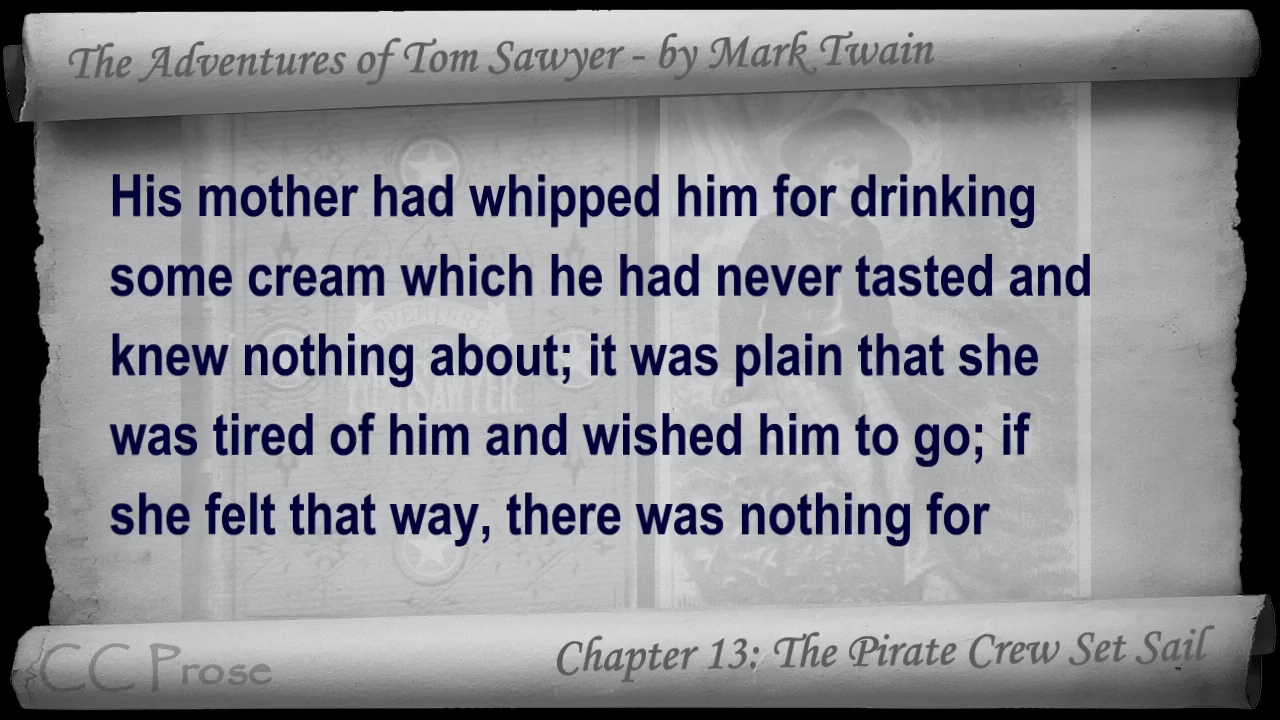 The Adventures of Tom Sawyer - by Mark Twain
His mother had whipped him for drinking
some cream which he had never tasted and
knew nothing about; it was plain that she
was tired of him and wished him to go; if
she felt that way, there was nothing for
CC Prose
Chapter 13: The Pirate Crew Set Sail